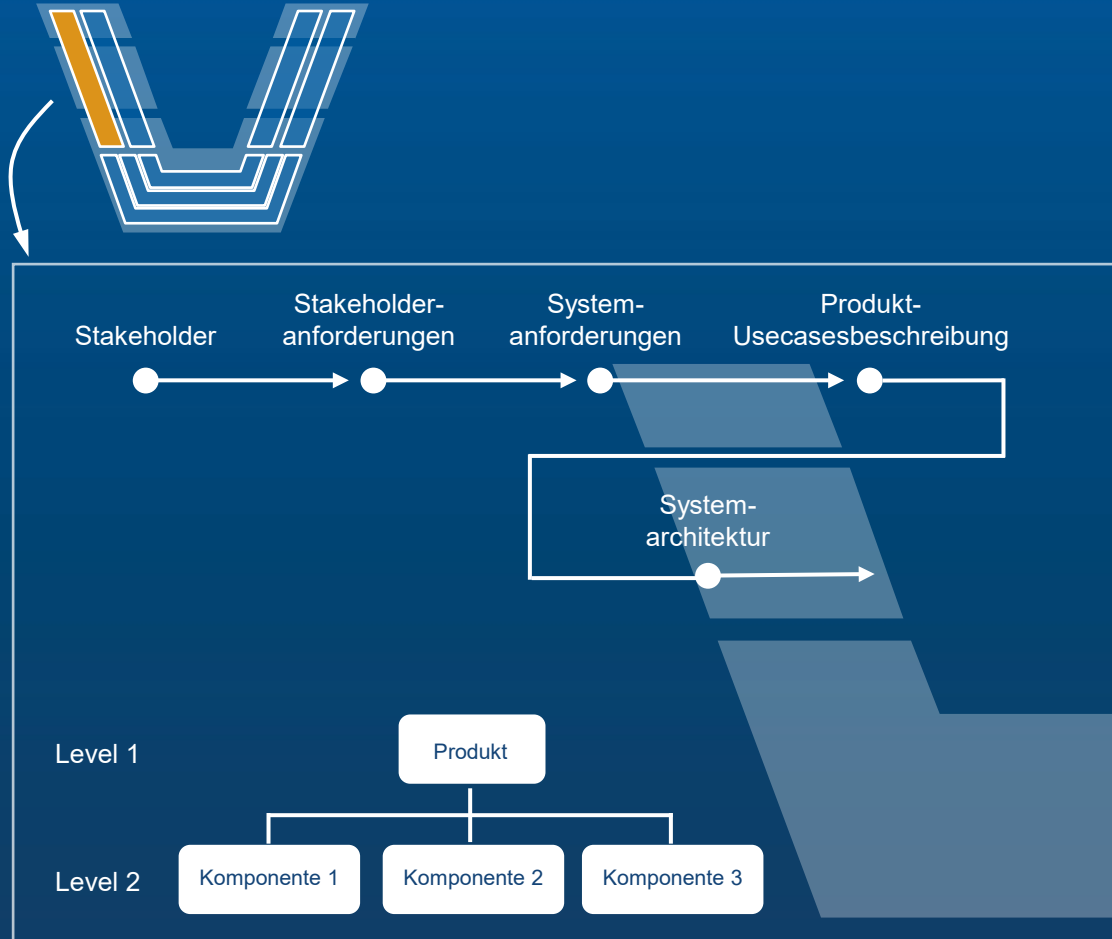 Stakeholder
Stakeholder-
anforderungen
System-
anforderungen
Produkt-
Usecasesbeschreibung
System-
architektur
Level 1
Produkt
Level 2
Komponente 1
Komponente 2
Komponente 3